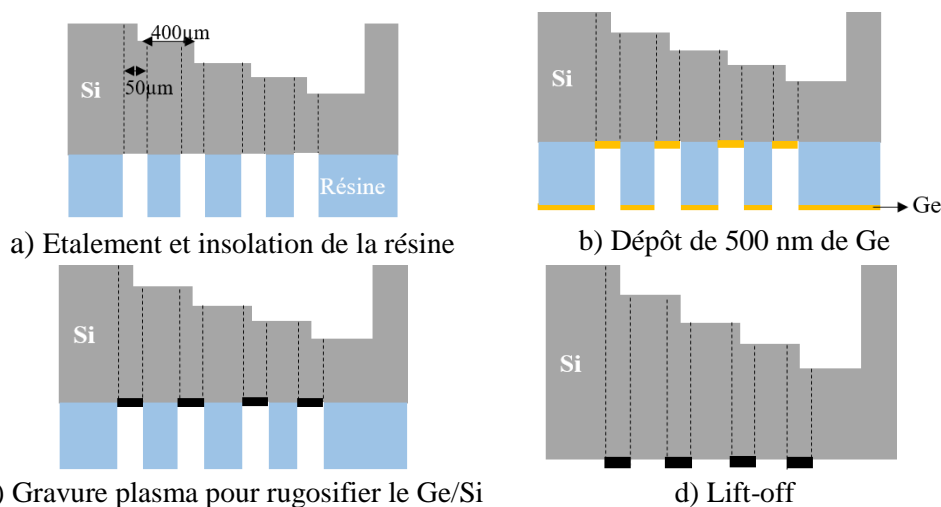 400µm
50µm
Si
Résine
a) Etalement et insolation de la résine
Si
Ge
b) Dépôt de 500 nm de Ge
Si
) Gravure plasma pour rugosifier le Ge/Si
Si
d) Lift-off